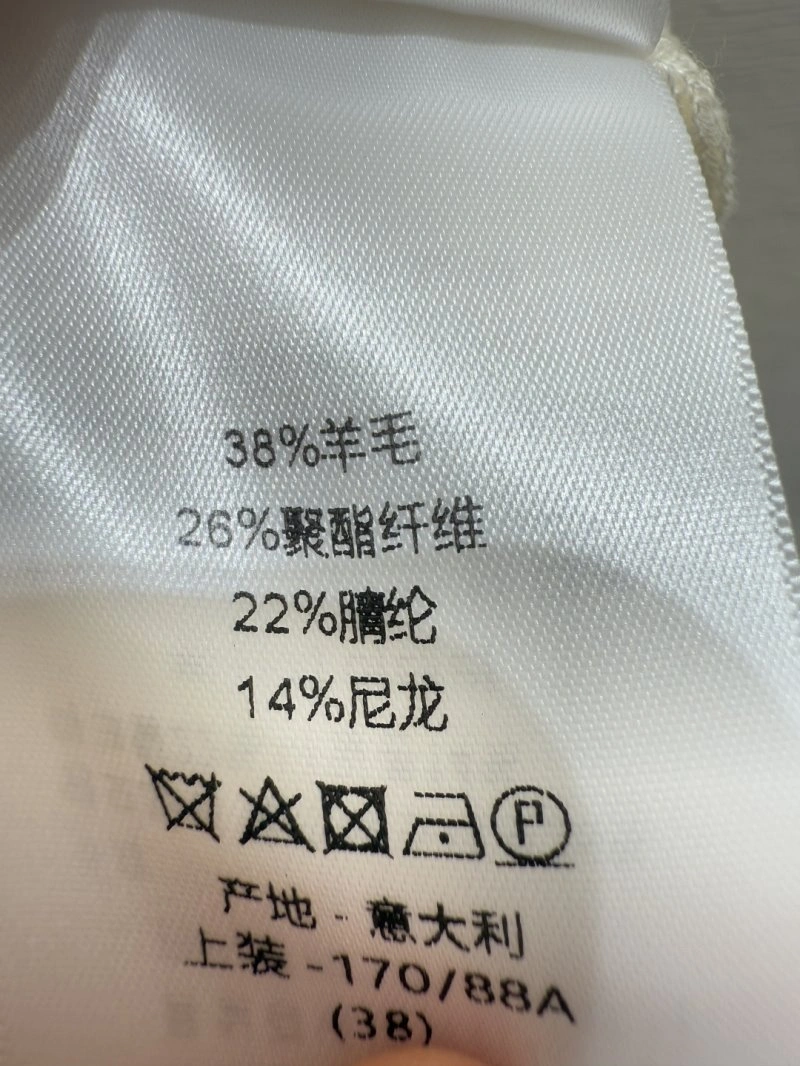 38%羊毛
26%聚酯纤维
22%腈纶
14%尼龙
P
产地 - 意大利
上装 -170/88A
(38)